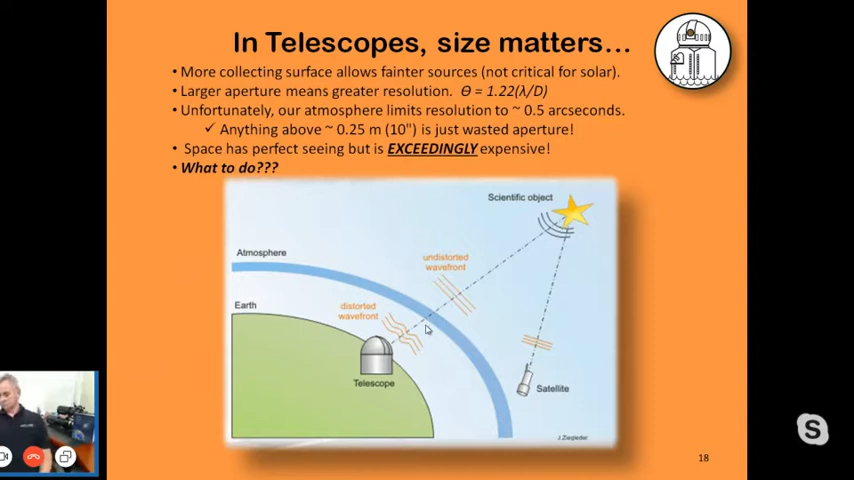 In Telescopes, size matters...
• More collecting surface allows fainter sources (not critical for solar).
• Larger aperture means greater resolution. Θ = 1.22(λ/D)
• Unfortunately, our atmosphere limits resolution to ~ 0.5 arcseconds.
✓ Anything above ~ 0.25 m (10") is just wasted aperture!
• Space has perfect seeing but is EXCEEDINGLY expensive!
• What to do???
Scientific object
Atmosphere
undistorted
wavefront
Earth
distorted
wavefront
Telescope
Satellite
J.Ziegleder
18
S